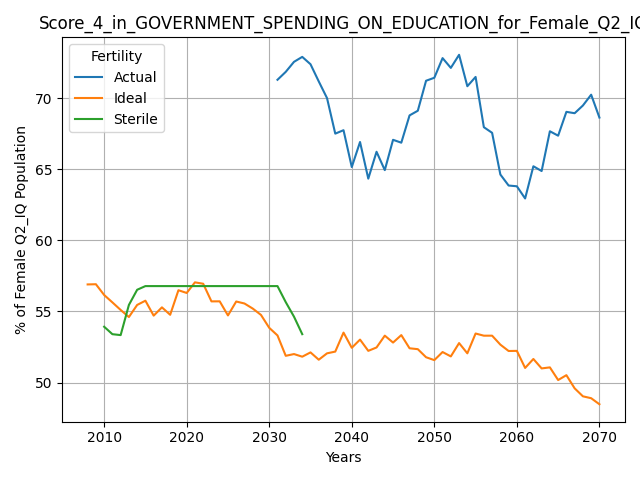 Score_4_in_GOVERNMENT_SPENDING_ON_EDUCATION_for_Female_Q2_IQ
Fertility
Actual
Ideal
Sterile
% of Female Q2_IQ Population
70
65
60
55
50
2010 2020 2030 2040 2050 2060 2070
Years